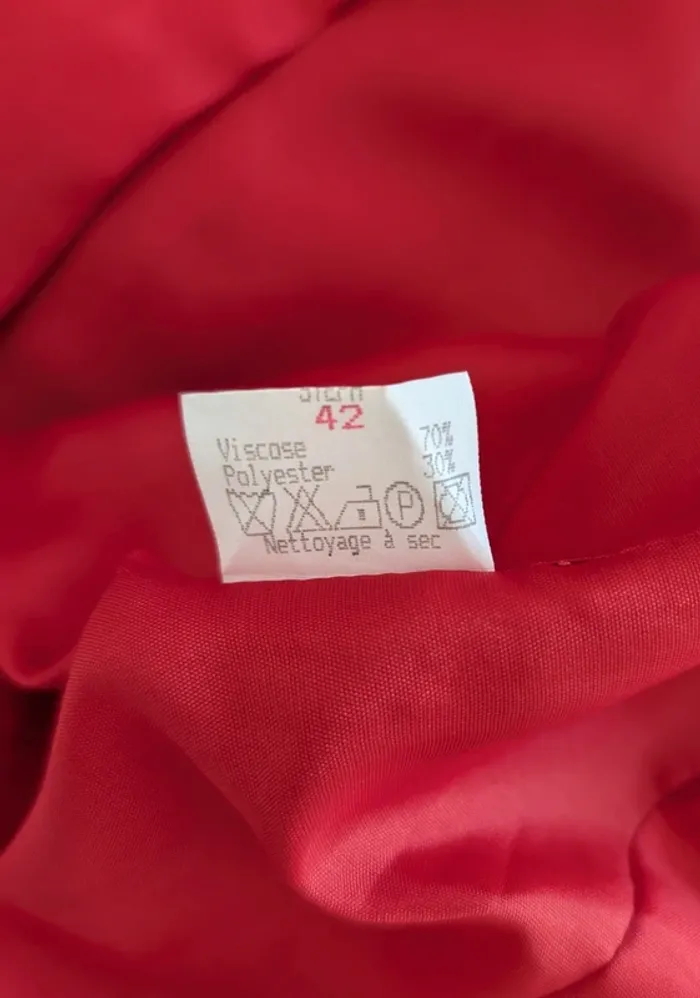 42
Viscose 70%
Polyester 30%
P
Nettoyage à sec